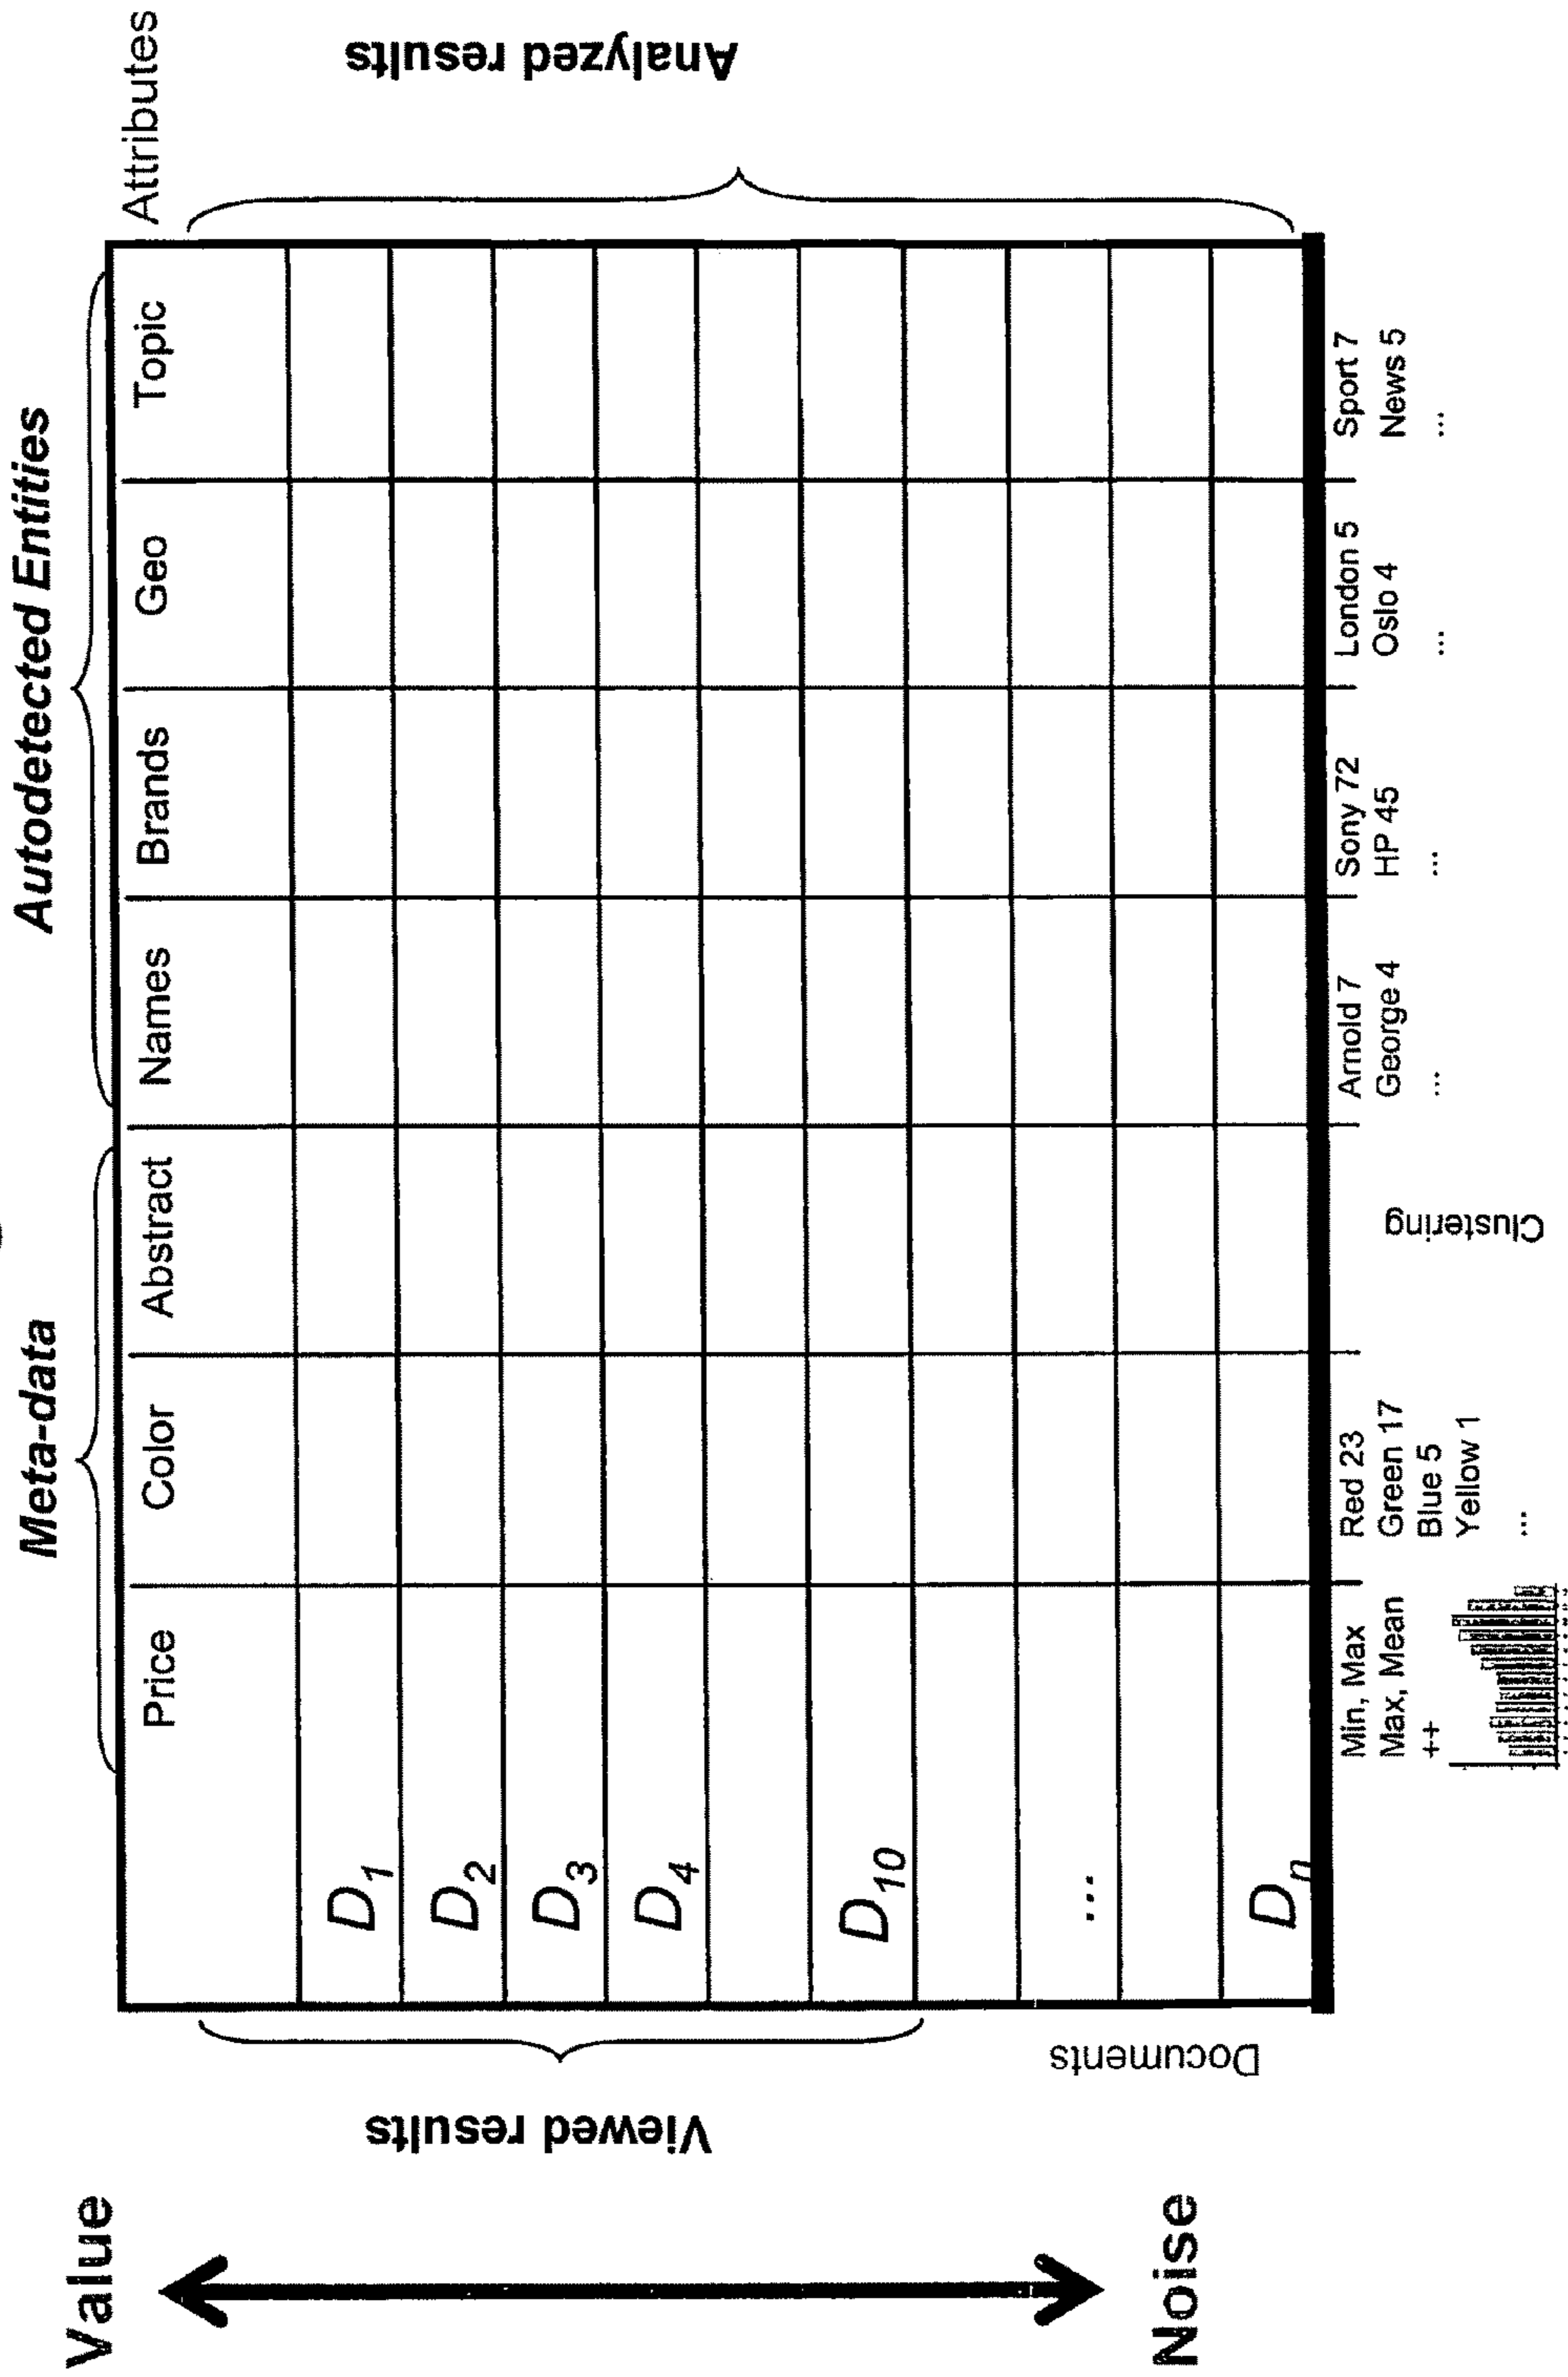 Meta-data
Autodetected Entities
Attributes
Price
Color
Abstract
Names
Brands
Geo
Topic
Value
Noise
Viewed results
Documents
Analyzed results
D1
D2
D3
D4
D10
...
Dn
Min, Max
Max, Mean
++
Red 23
Green 17
Blue 5
Yellow 1
...
Clustering
Arnold 7
George 4
...
Sony 72
HP 45
...
London 5
Oslo 4
...
Sport 7
News 5
...